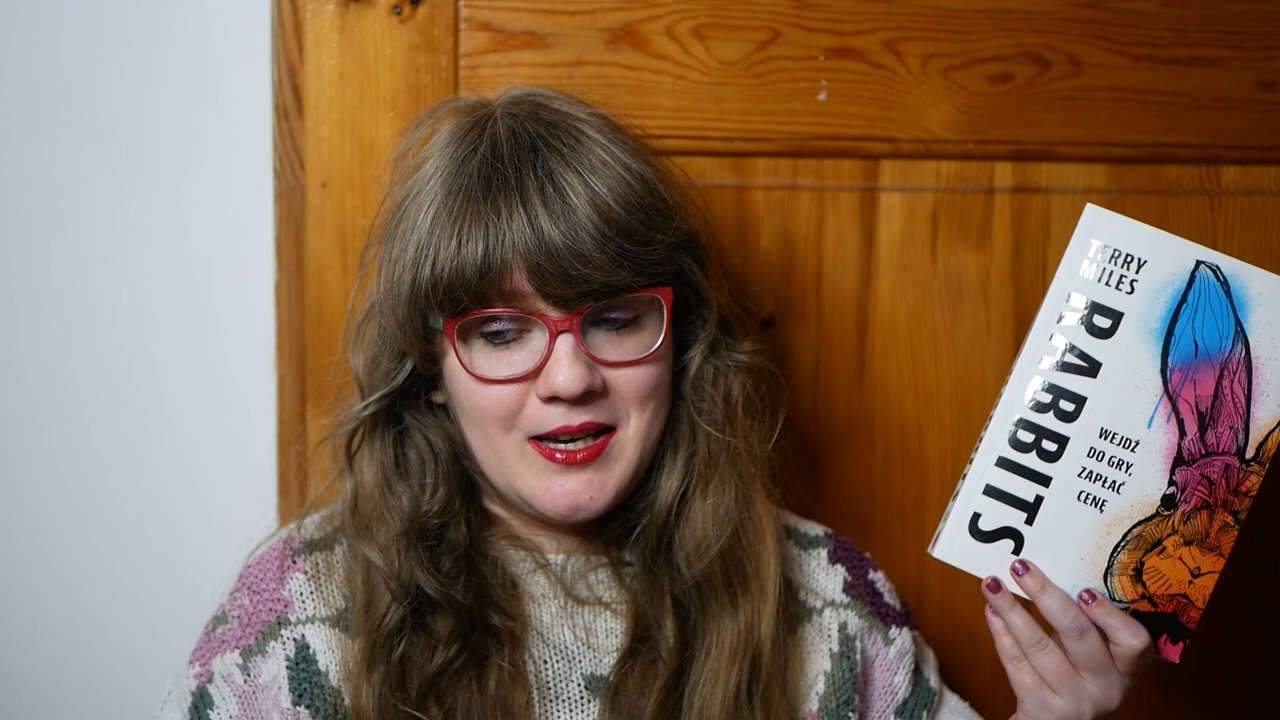 TERRY
MILES
RABBITS
WEJDŹ
DO GRY,
ZAPŁAĆ
CENĘ